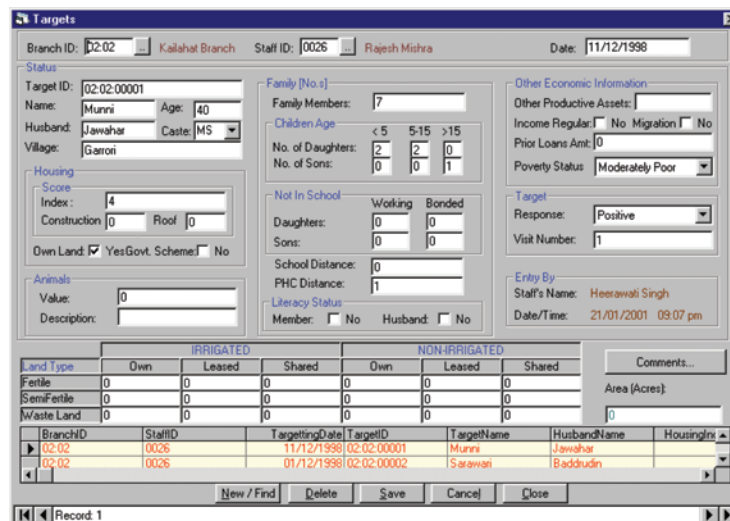 Targets
Branch ID: 02:02 .. Kailahat Branch Staff ID: 0026 .. Rajesh Mishra Date: 11/12/1998
Status
Target ID: 02:02:00001
Name: Munni Age: 40
Husband: Jawahar Caste: MS
Village: Garrori
Housing
Score
Index : 4
Construction 0 Roof 0
Own Land: Yes Govt. Scheme: No
Animals
Value: 0
Description:
Family [No.s]
Family Members: 7
Children Age
< 5 5-15 >15
No. of Daughters: 2 2 0
No. of Sons: 0 0 1
Not In School
Working Bonded
Daughters: 0 0
Sons: 0 0
School Distance: 0
PHC Distance: 1
Literacy Status
Member: No Husband: No
Other Economic Information
Other Productive Assets:
Income Regular: No Migration No
Prior Loans Amt: 0
Poverty Status Moderately Poor
Target
Response: Positive
Visit Number: 1
Entry By
Staff's Name: Heerawati Singh
Date/Time: 21/01/2001 09:07 pm
IRRIGATED NON-IRRIGATED
Land Type Own Leased Shared Own Leased Shared
Fertile 0 0 0 0 0 0
SemiFertile 0 0 0 0 0 0
Waste Land 0 0 0 0 0 0
Comments...
Area (Acres):
0
BranchID StaffID TargettingDate TargetID TargetName HusbandName
02:02 0026 11/12/1998 02:02:00001 Munni Jawahar
02:02 0026 01/12/1998 02:02:00002 Sarawari Baddrudin
New / Find Delete Save Cancel Close
Record: 1